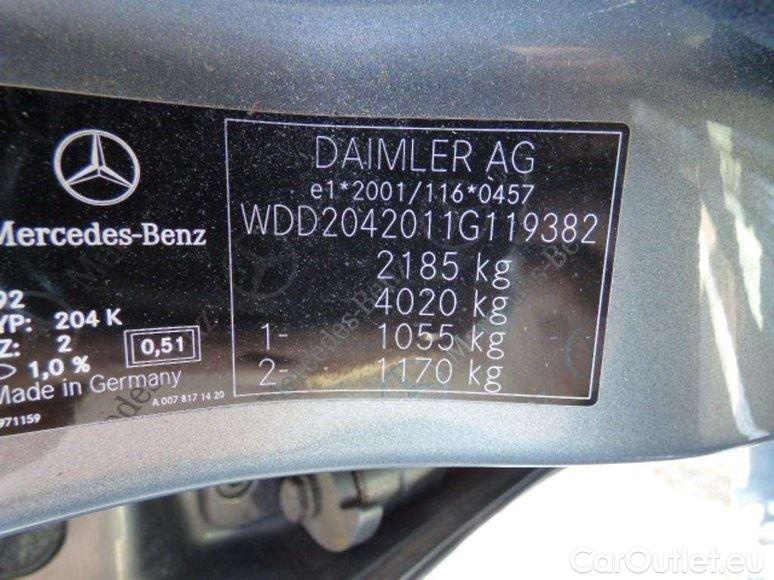 DAIMLER AG
e1*2001/116*0457
WDD2042011G119382
2185 kg
4020 kg
1- 1055 kg
2- 1170 kg
Mercedes-Benz
92
YP: 204 K
Z: 2
0,51
1,0 %
Made in Germany
A 007 817 14 20
971159
CarOutlet.eu